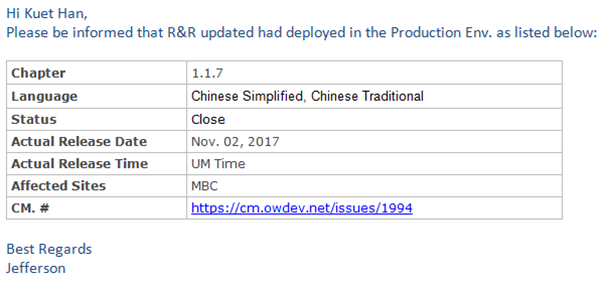 Hi Kuet Han,
Please be informed that R&R updated had deployed in the Production Env. as listed below:
Chapter 1.1.7
Language Chinese Simplified, Chinese Traditional
Status Close
Actual Release Date Nov. 02, 2017
Actual Release Time UM Time
Affected Sites MBC
CM. # https://cm.owdev.net/issues/1994
Best Regards
Jefferson